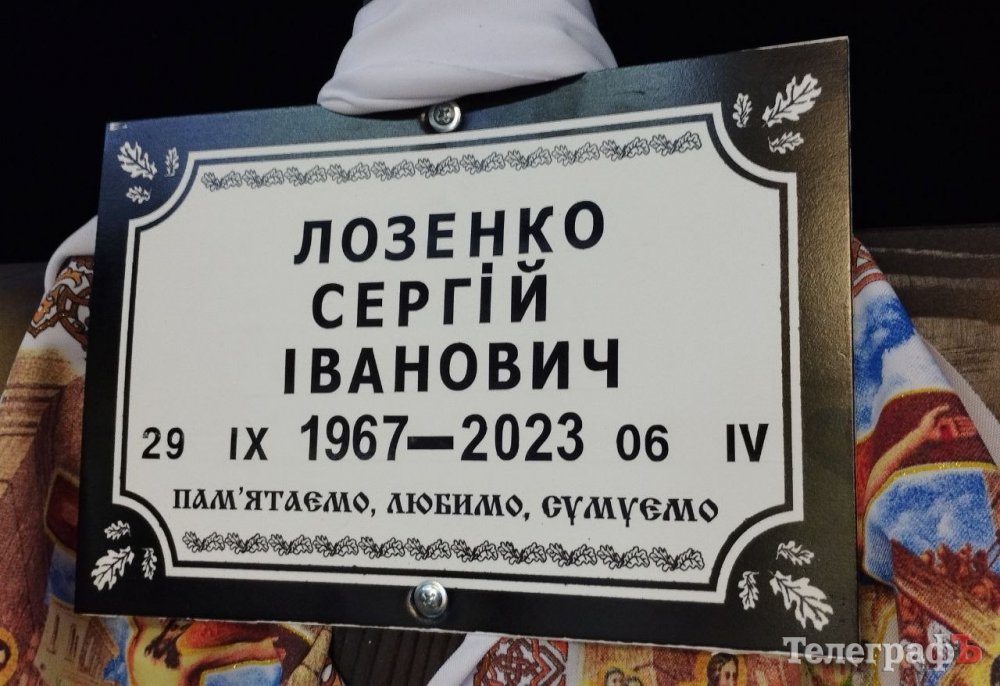 ЛОЗЕНКО
СЕРГІЙ
ІВАНОВИЧ
29 IX 1967—2023 06 IV
ПАМ'ЯТАЄМО, ЛЮБИМО, СУМУЄМО
ТелеграфЪ